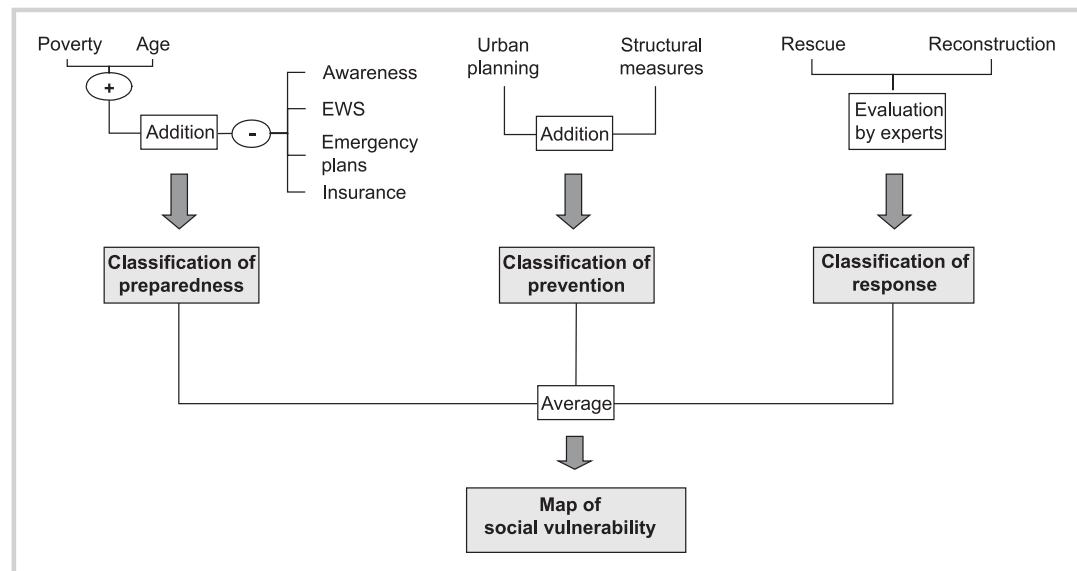 Poverty
Age
+
Addition
-
Awareness
EWS
Emergency
plans
Insurance
Urban
planning
Structural
measures
Addition
Rescue
Reconstruction
Evaluation
by experts
Classification of
preparedness
Classification of
prevention
Classification of
response
Average
Map of
social vulnerability